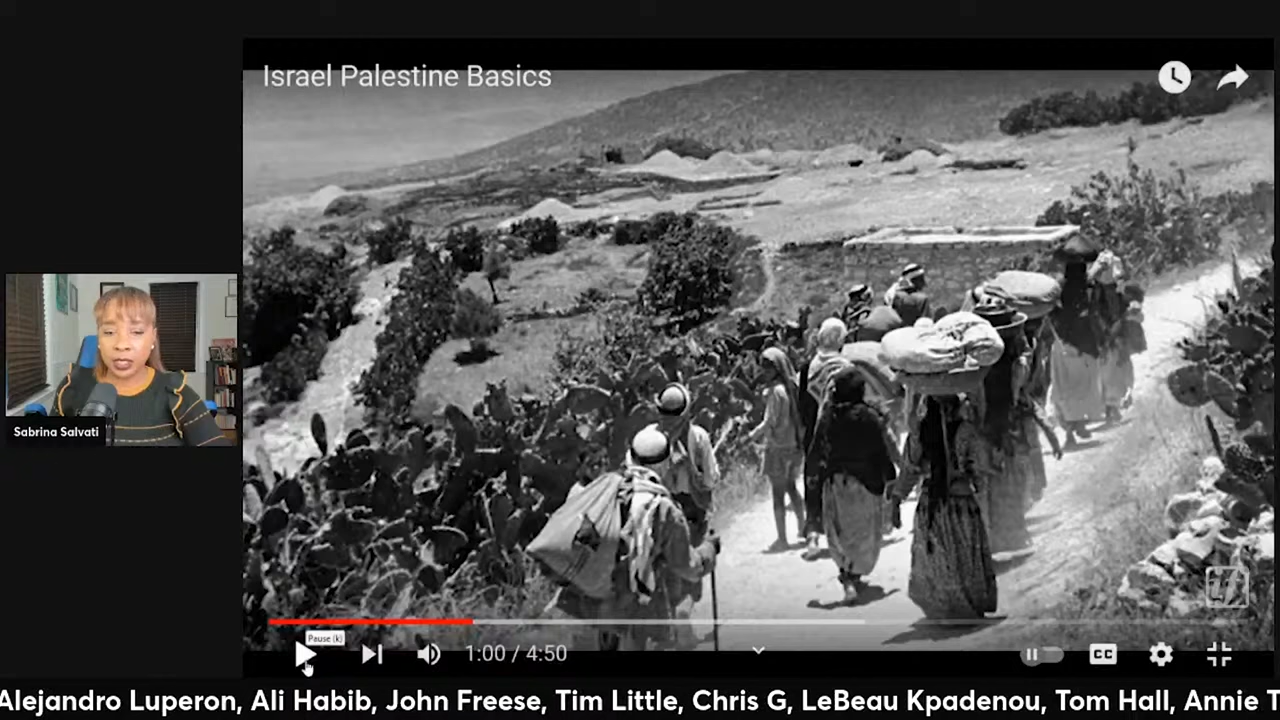 Israel Palestine Basics
Sabrina Salvati
Pause (k)
1:00 / 4:50
CC
Alejandro Luperon, Ali Habib, John Freese, Tim Little, Chris G, LeBeau Kpadenou, Tom Hall, Annie T